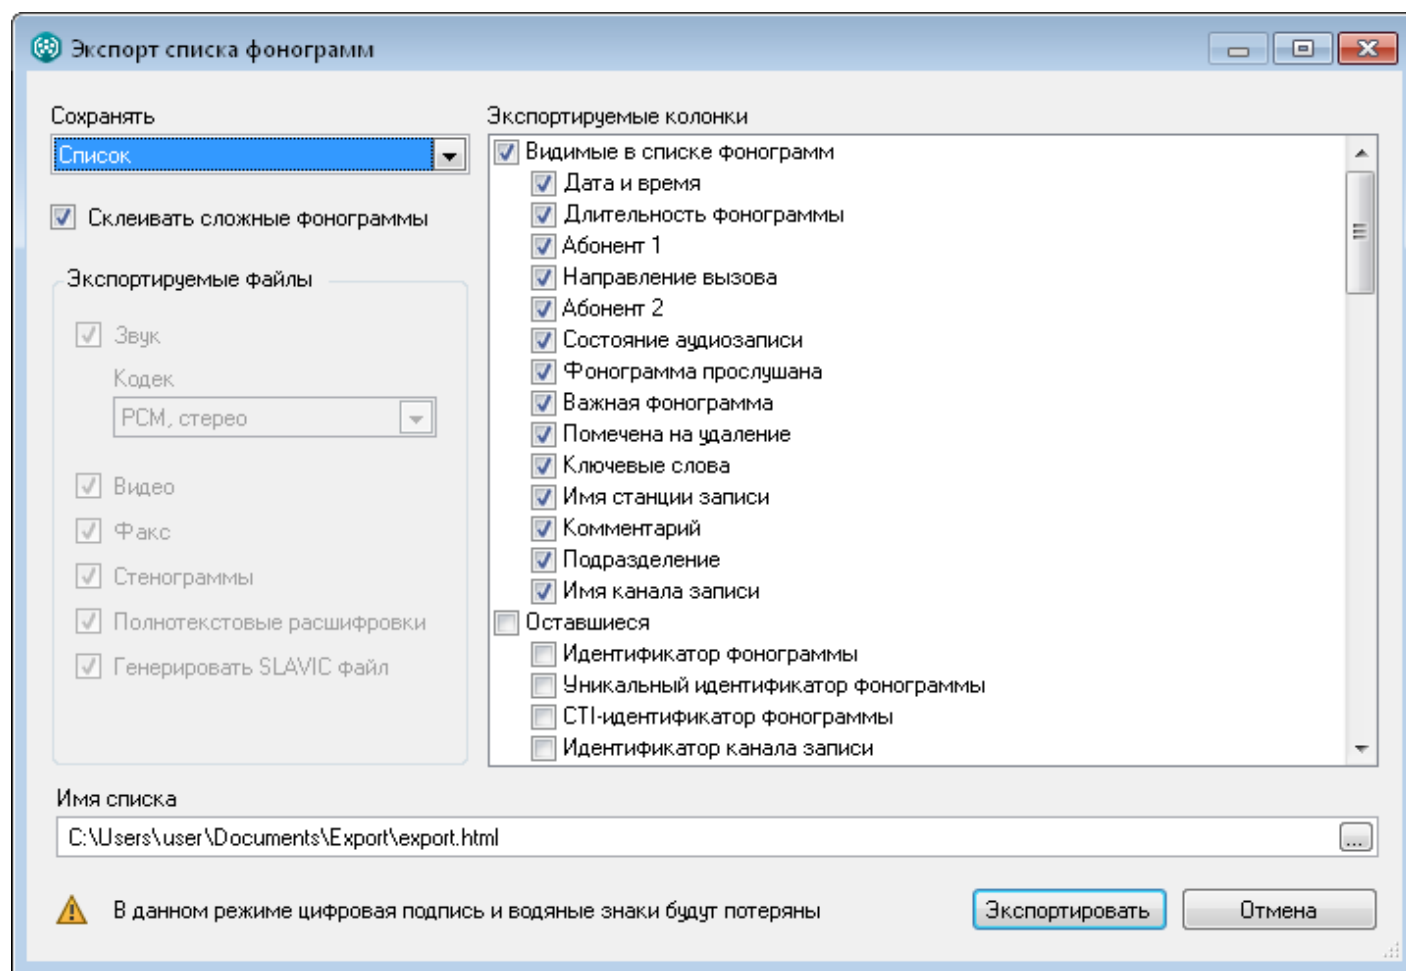 Экспорт списка фонограмм
Сохранять
Список
Склеивать сложные фонограммы
Экспортируемые файлы
Звук
Кодек
PCM, стерео
Видео
Факс
Стенограммы
Полнотекстовые расшифровки
Генерировать SLAVIC файл
Экспортируемые колонки
Видимые в списке фонограмм
Дата и время
Длительность фонограммы
Абонент 1
Направление вызова
Абонент 2
Состояние аудиозаписи
Фонограмма прослушана
Важная фонограмма
Помечена на удаление
Ключевые слова
Имя станции записи
Комментарий
Подразделение
Имя канала записи
Оставшиеся
Идентификатор фонограммы
Уникальный идентификатор фонограммы
CTI-идентификатор фонограммы
Идентификатор канала записи
Имя списка
C:\Users\user\Documents\Export\export.html
...
В данном режиме цифровая подпись и водяные знаки будут потеряны
Экспортировать
Отмена